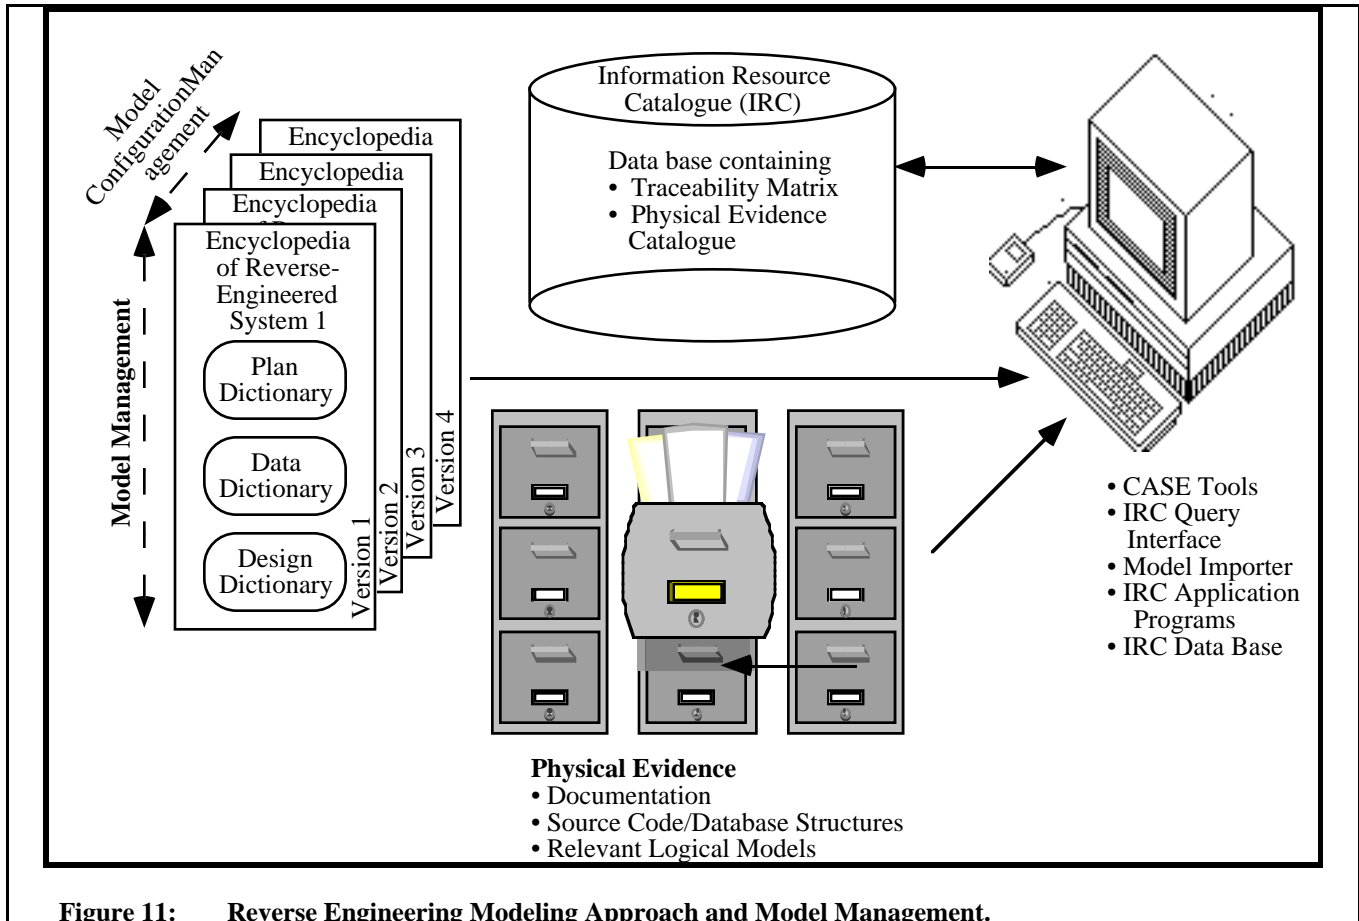 Model
ConfigurationMan
agement
Encyclopedia
Encyclopedia
Encyclopedia
Encyclopedia
of Reverse-
Engineered
System 1
Plan
Dictionary
Data
Dictionary
Design
Dictionary
Version 1
Version 2
Version 3
Version 4
Model Management
Information Resource
Catalogue (IRC)
Data base containing
• Traceability Matrix
• Physical Evidence
Catalogue
• CASE Tools
• IRC Query
Interface
• Model Importer
• IRC Application
Programs
• IRC Data Base
Physical Evidence
• Documentation
• Source Code/Database Structures
• Relevant Logical Models
Figure 11: Reverse Engineering Modeling Approach and Model Management.